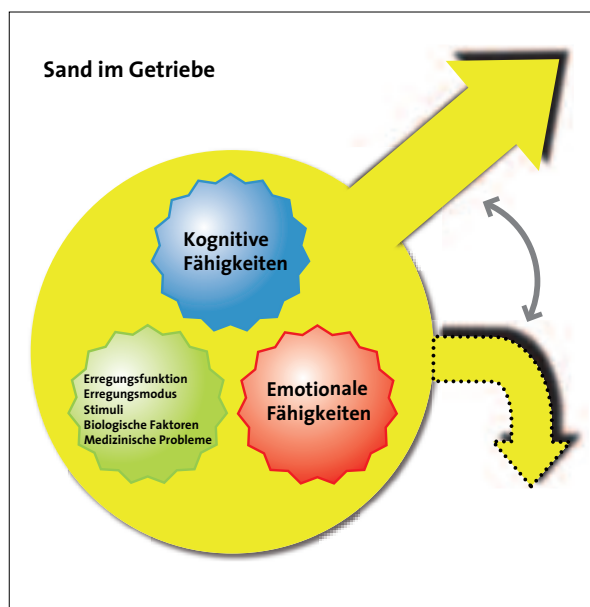 Sand im Getriebe
Kognitive
Fähigkeiten
Erregungsfunktion
Erregungsmodus
Stimuli
Biologische Faktoren
Medizinische Probleme
Emotionale
Fähigkeiten